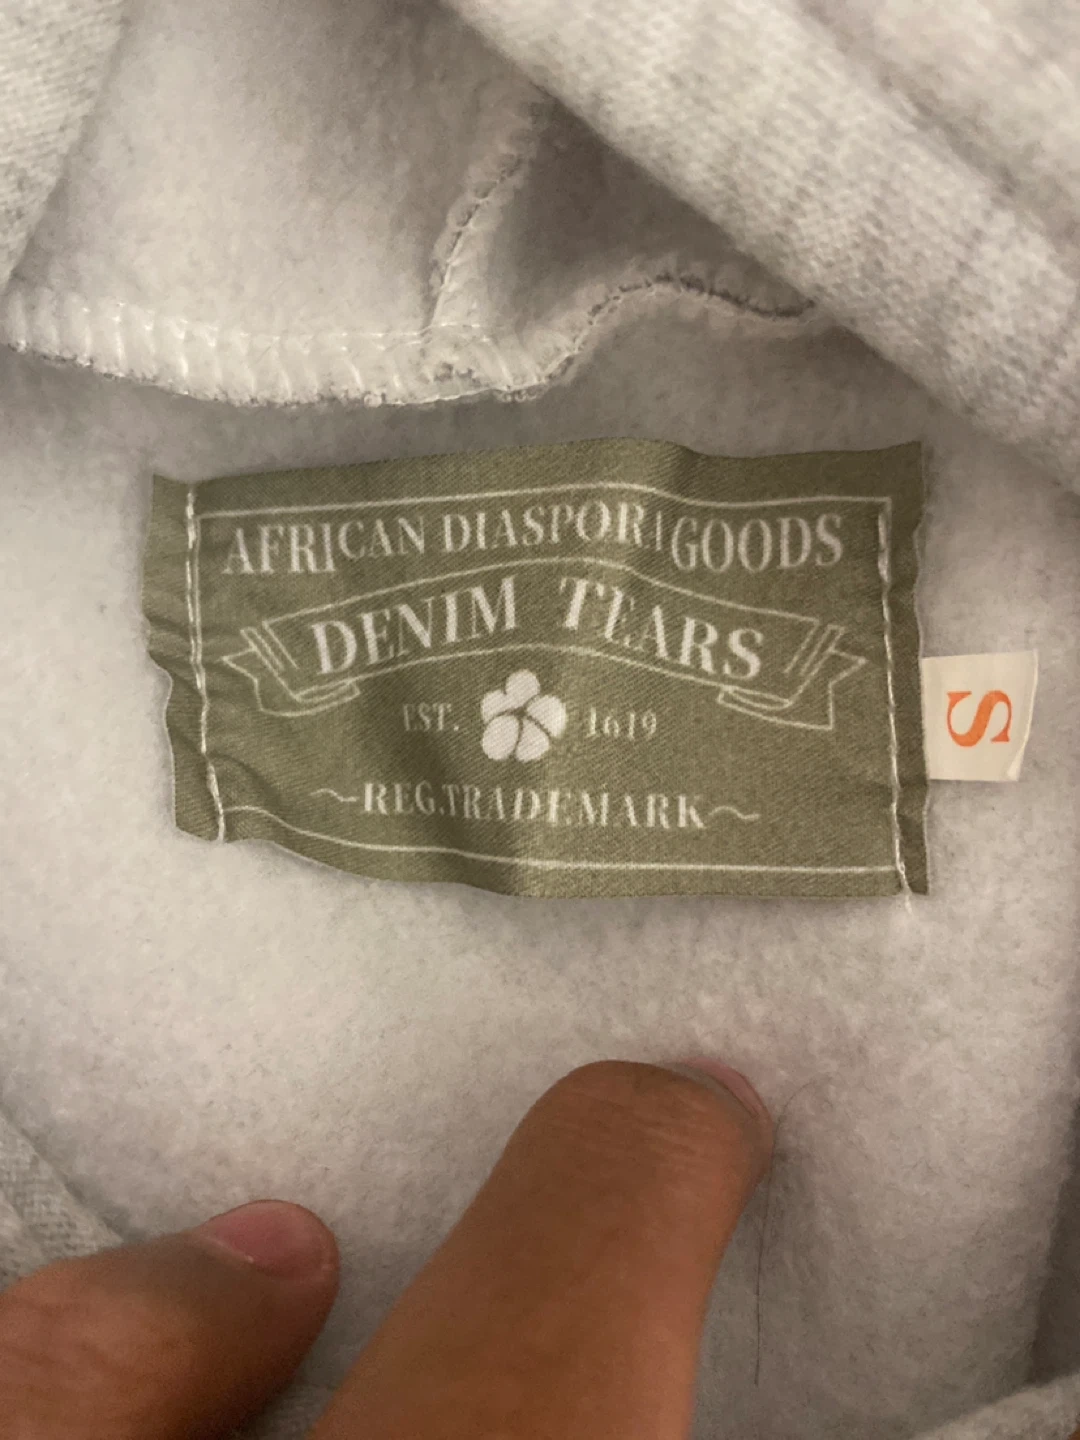 AFRICAN DIASPORA GOODS
DENIM TEARS
EST. 1619
~REG.TRADEMARK~
S